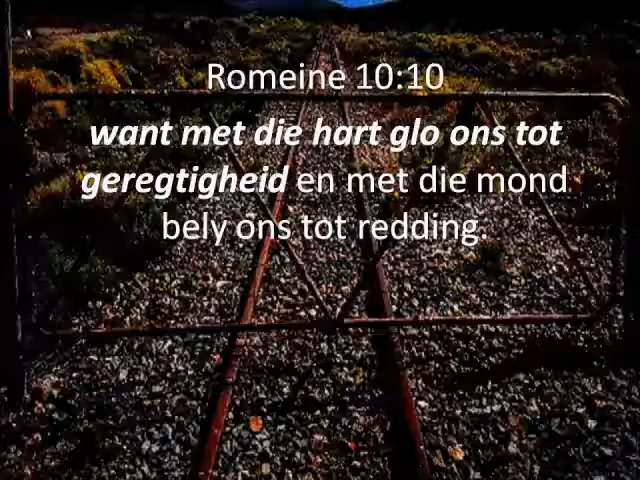 Romeine 10:10
want met die hart glo ons tot
geregtigheid en met die mond
bely ons tot redding.